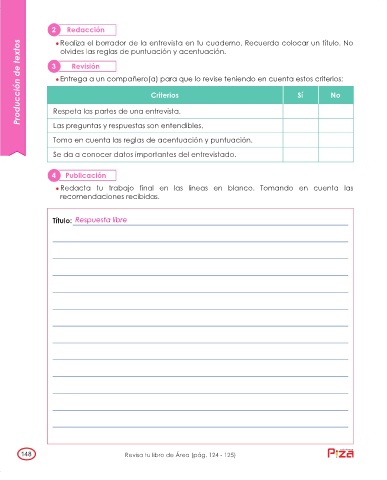 Producción de textos
2 Redacción
Realiza el borrador de la entrevista en tu cuaderno. Recuerda colocar un título. No
olvides las reglas de puntuación y acentuación.
3 Revisión
Entrega a un compañero(a) para que lo revise teniendo en cuenta estos criterios:
Criterios Sí No
Respeta las partes de una entrevista.
Las preguntas y respuestas son entendibles.
Toma en cuenta las reglas de acentuación y puntuación.
Se da a conocer datos importantes del entrevistado.
4 Publicación
Redacta tu trabajo final en las líneas en blanco. Tomando en cuenta las
recomendaciones recibidas.
Título: Respuesta libre
148
Revisa tu libro de Área (pág. 124 - 125)
Piza